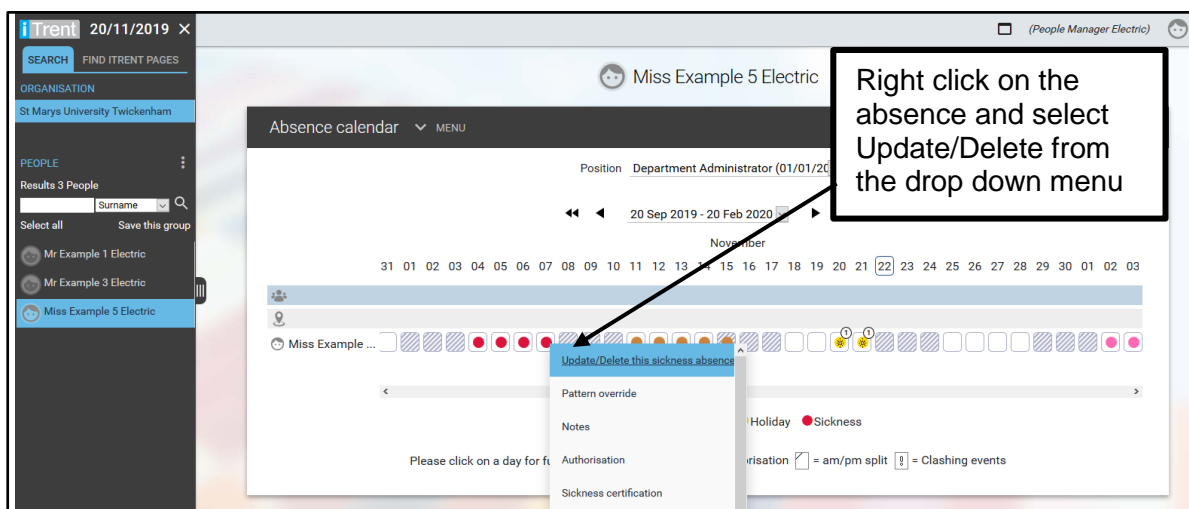 iTrent 20/11/2019 ×
(People Manager Electric)
SEARCH FIND ITRENT PAGES
ORGANISATION
St Marys University Twickenham
PEOPLE
Results 3 People
Surname
Select all Save this group
Mr Example 1 Electric
Mr Example 3 Electric
Miss Example 5 Electric
Miss Example 5 Electric
Right click on the
absence and select
Update/Delete from
the drop down menu
Absence calendar MENU
Position Department Administrator (01/01/20
20 Sep 2019 - 20 Feb 2020
November
31 01 02 03 04 05 06 07 08 09 10 11 12 13 14 15 16 17 18 19 20 21 22 23 24 25 26 27 28 29 30 01 02 03
Miss Example ...
1 1
Update/Delete this sickness absence
Pattern override
Notes
Authorisation
Sickness certification
Holiday Sickness
Please click on a day for fu
risation = am/pm split = Clashing events